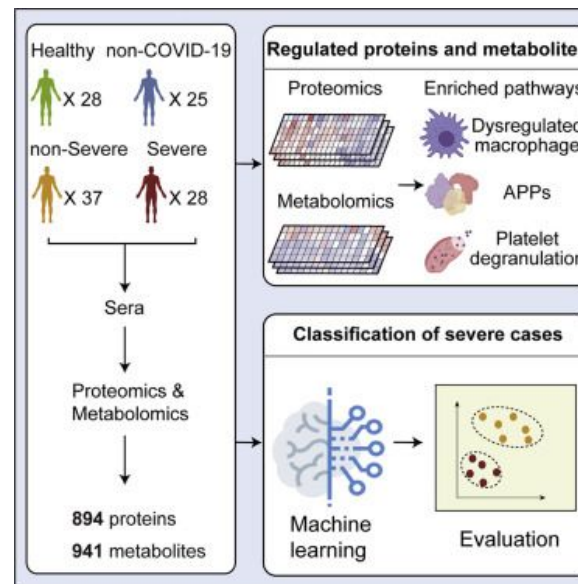 Healthy non-COVID-19
X 28 X 25
non-Severe Severe
X 37 X 28
Sera
Proteomics &
Metabolomics
894 proteins
941 metabolites
Regulated proteins and metabolite
Proteomics Enriched pathways
Dysregulated
macrophage
Metabolomics APPs
Platelet
degranulation
Classification of severe cases
Machine
learning
Evaluation